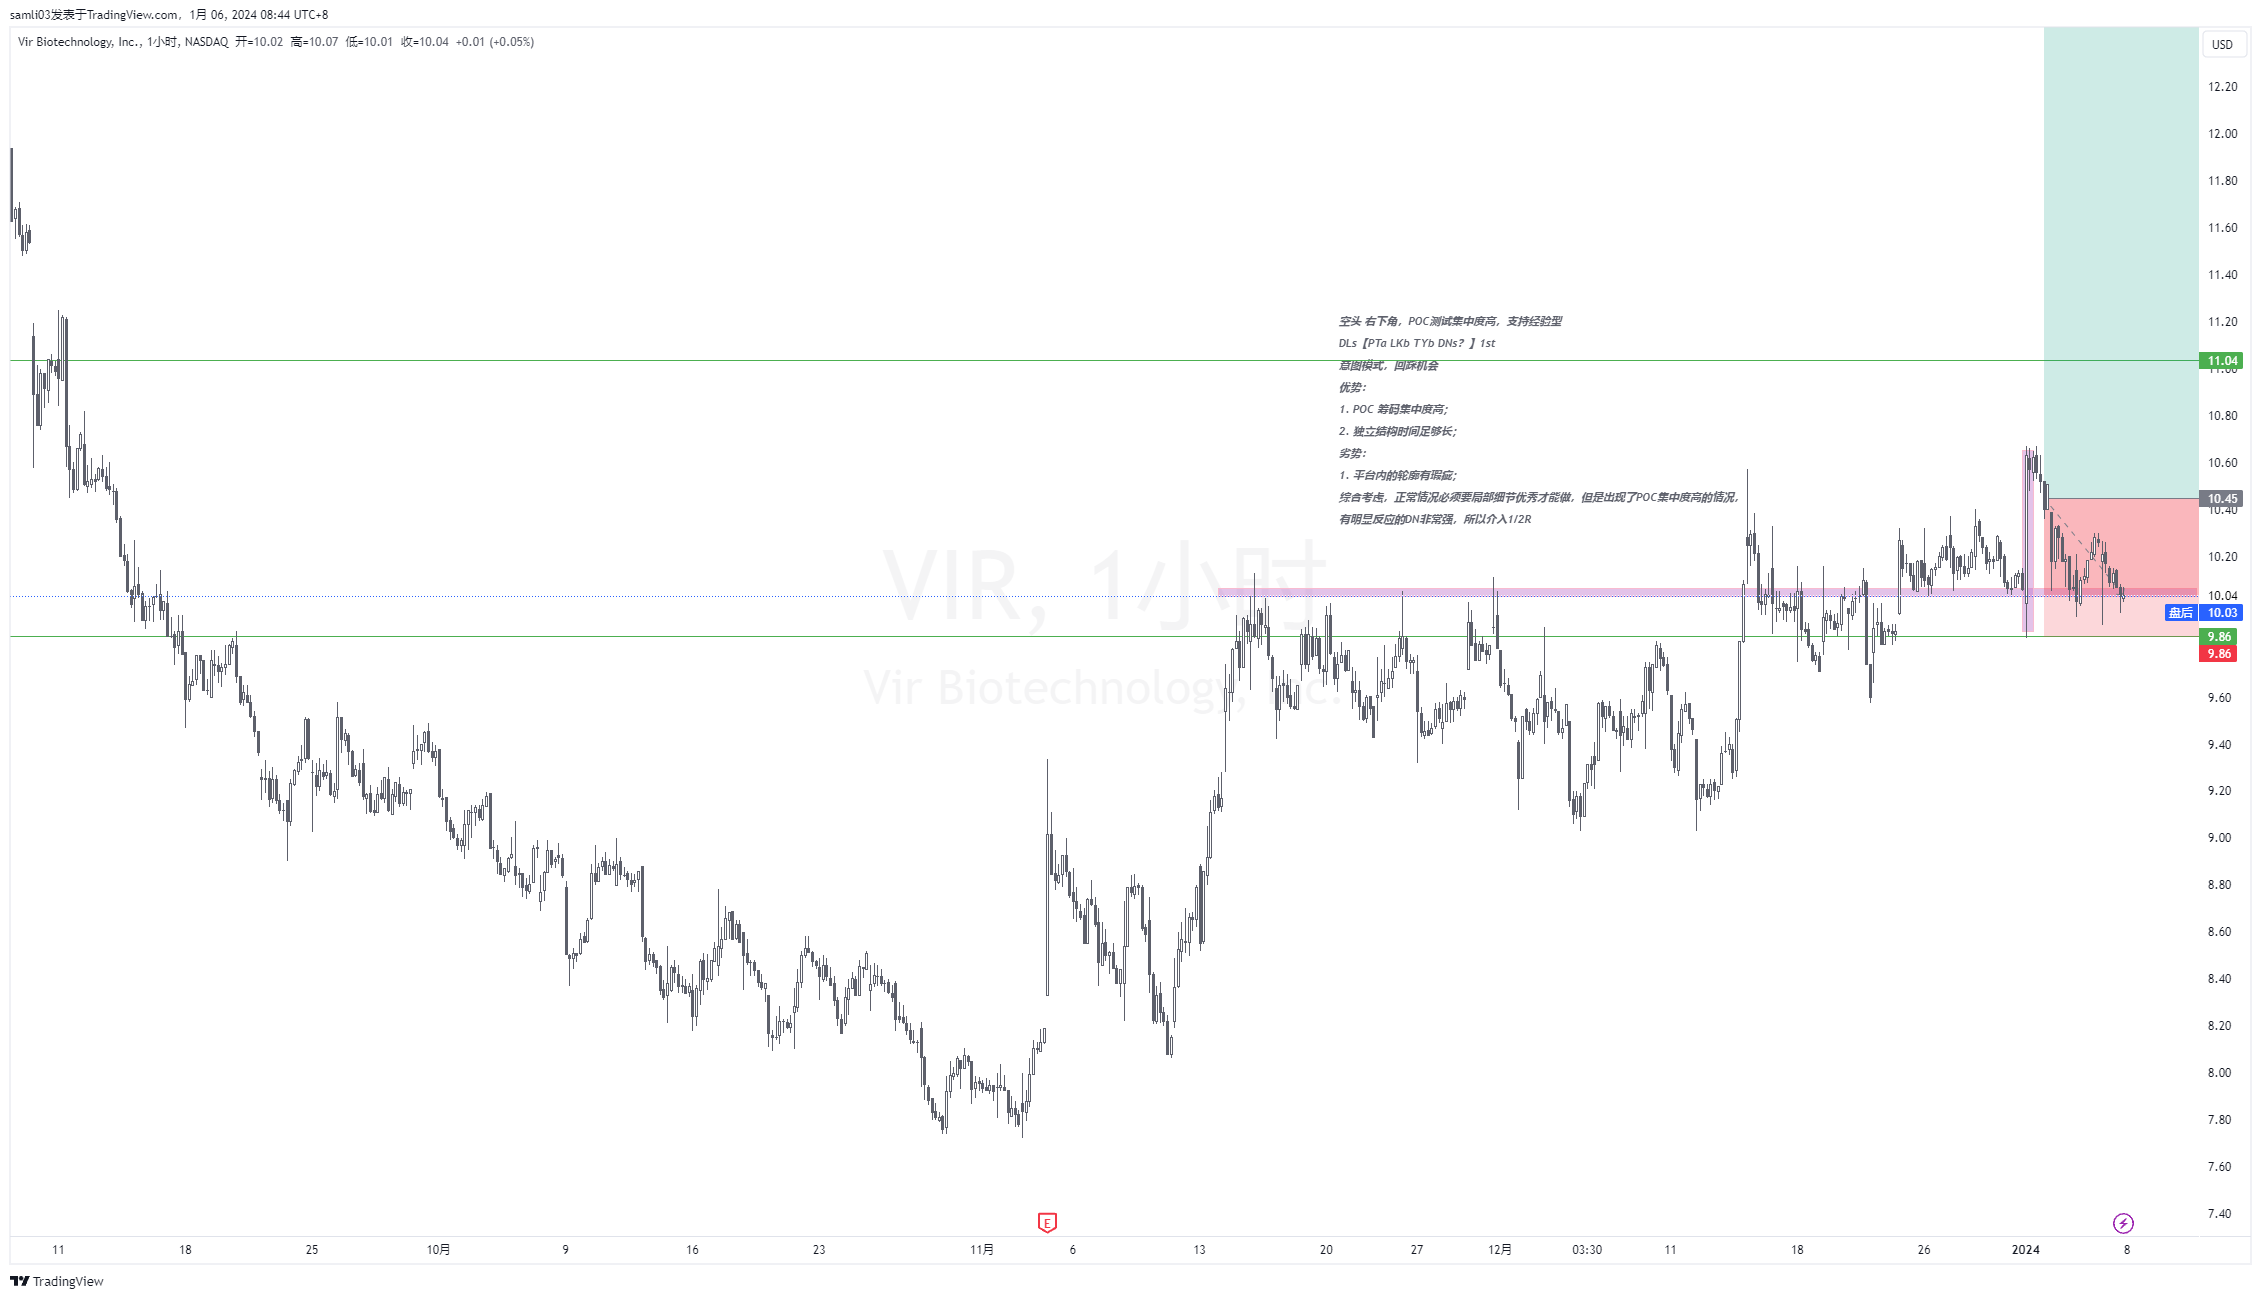 samli03发表于TradingView.com, 1月 06, 2024 08:44 UTC+8
Vir Biotechnology, Inc., 1小时, NASDAQ 开=10.02 高=10.07 低=10.01 收=10.04 +0.01 (+0.05%)
USD
12.20
12.00
11.80
11.60
11.40
11.20
11.04
11.00
10.80
10.60
10.45
10.40
10.20
10.04
盘后 10.03
9.86
9.86
9.60
9.40
9.20
9.00
8.80
8.60
8.40
8.20
8.00
7.80
7.60
7.40
空头 右下角，POC测试集中度高，支持经验型
DLs【PTa LKb TYb DNs？】1st
意图模式，回踩机会
优势：
1. POC 筹码集中度高；
2. 独立结构时间足够长；
劣势：
1. 平台内的轮廓有瑕疵；
综合考虑，正常情况必须要局部细节优秀才能做，但是出现了POC集中度高的情况，
有明显反应的DN非常强，所以介入1/2R
VIR, 1小时
Vir Biotechnology, Inc.
E
11 18 25 10月 9 16 23 11月 6 13 20 27 12月 03:30 11 18 26 2024 8
TradingView